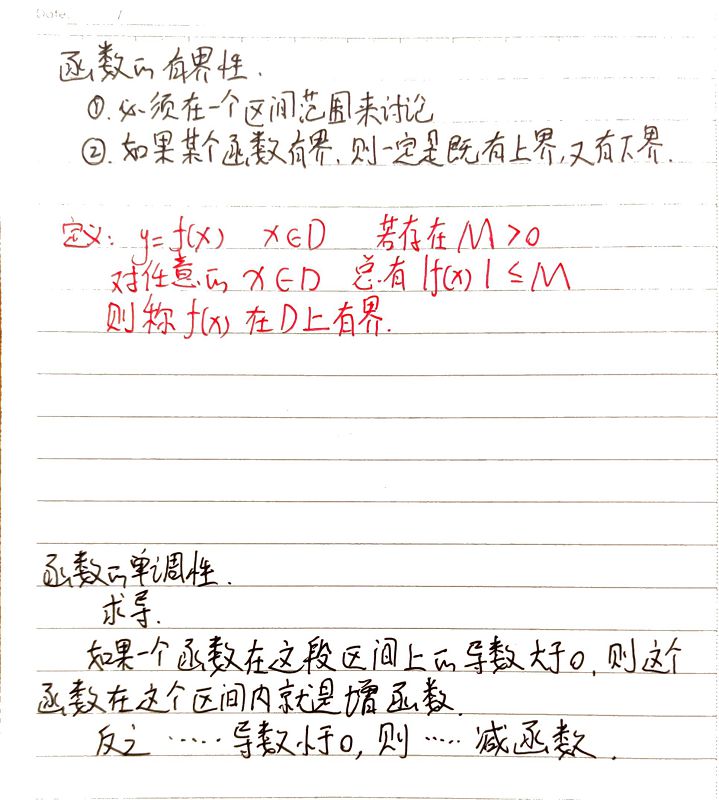 Date    /
函数的有界性.
①.必须在一个区间范围来讨论
②.如果某个函数有界,则一定是既有上界,又有下界.
定义: y=f(x) x∈D 若存在M>0
对任意的x∈D 总有|f(x)|≤M
则称f(x)在D上有界.
函数的单调性.
求导.
如果一个函数在这段区间上的导数大于0,则这个
函数在这个区间内就是增函数.
反之……导数小于0,则……减函数.